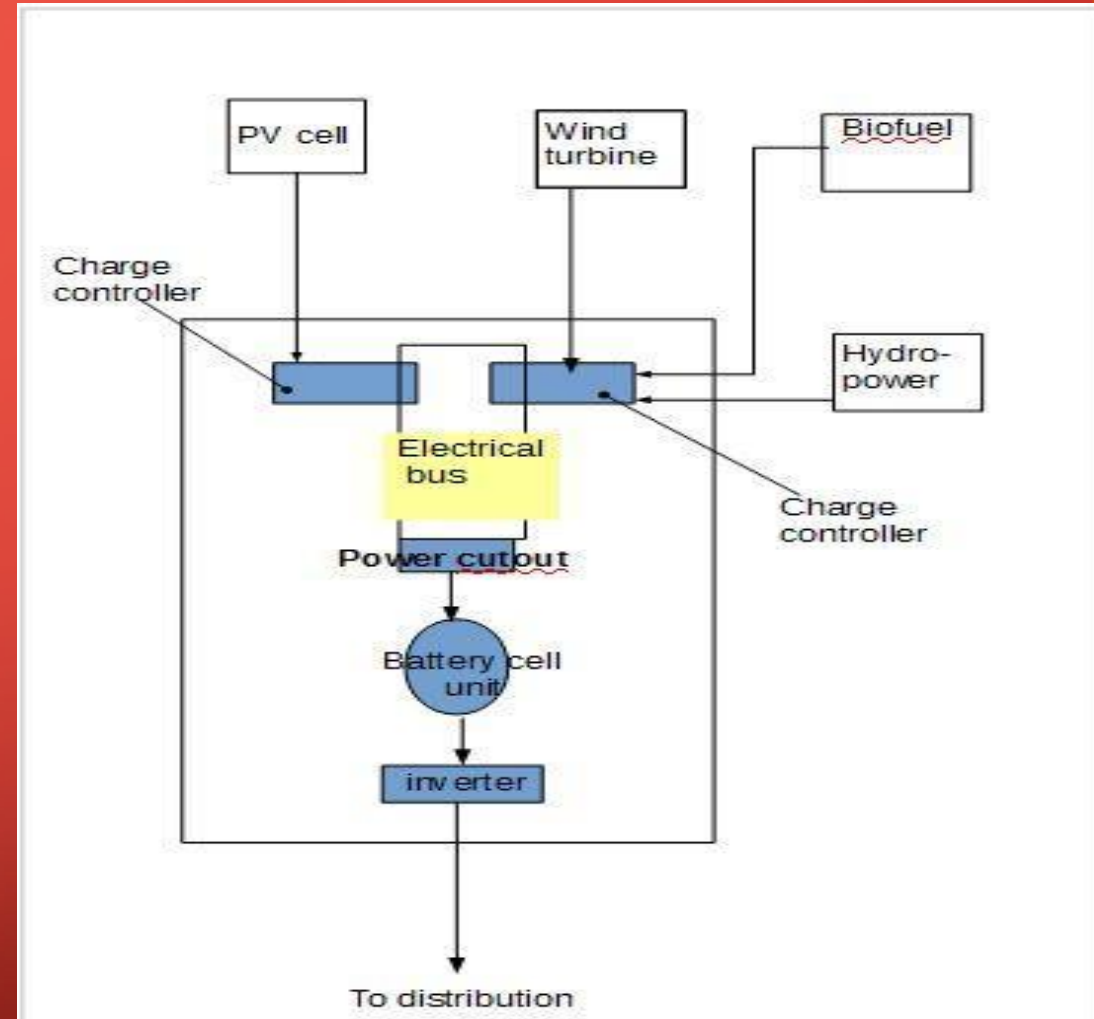 PV cell
Wind
turbine
Biofuel
Charge
controller
Hydro-
power
Electrical
bus
Charge
controller
Power cutout
Battery cell
unit
inverter
To distribution